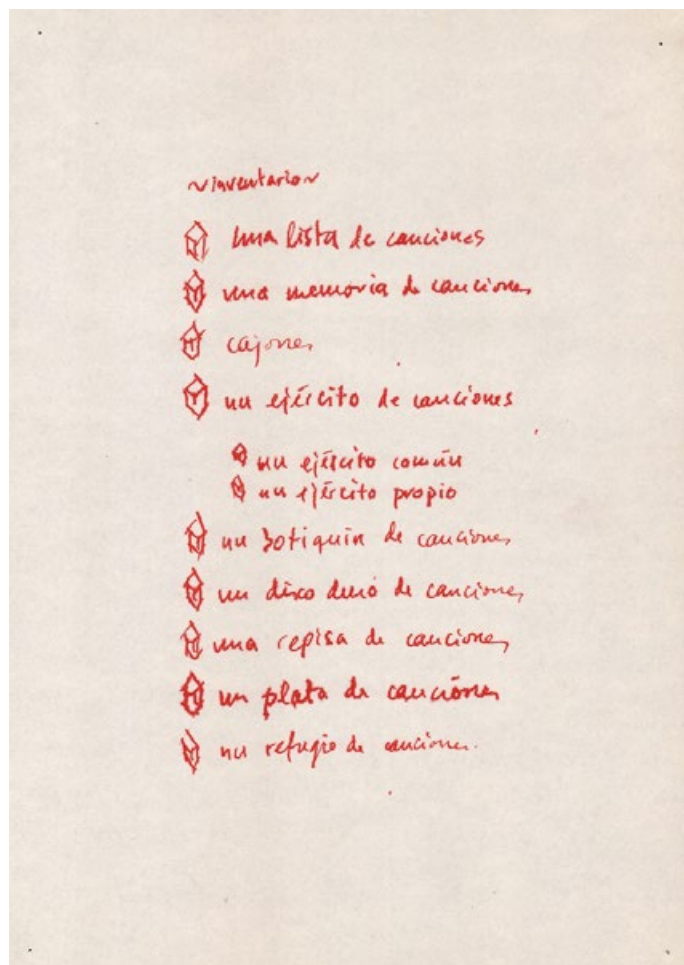 ~inventario~
una lista de canciones
una memoria de canciones
cajones
un ejército de canciones
un ejército común
un ejército propio
un botiquín de canciones
un disco duro de canciones
una repisa de canciones
un plato de canciones
un refugio de canciones.